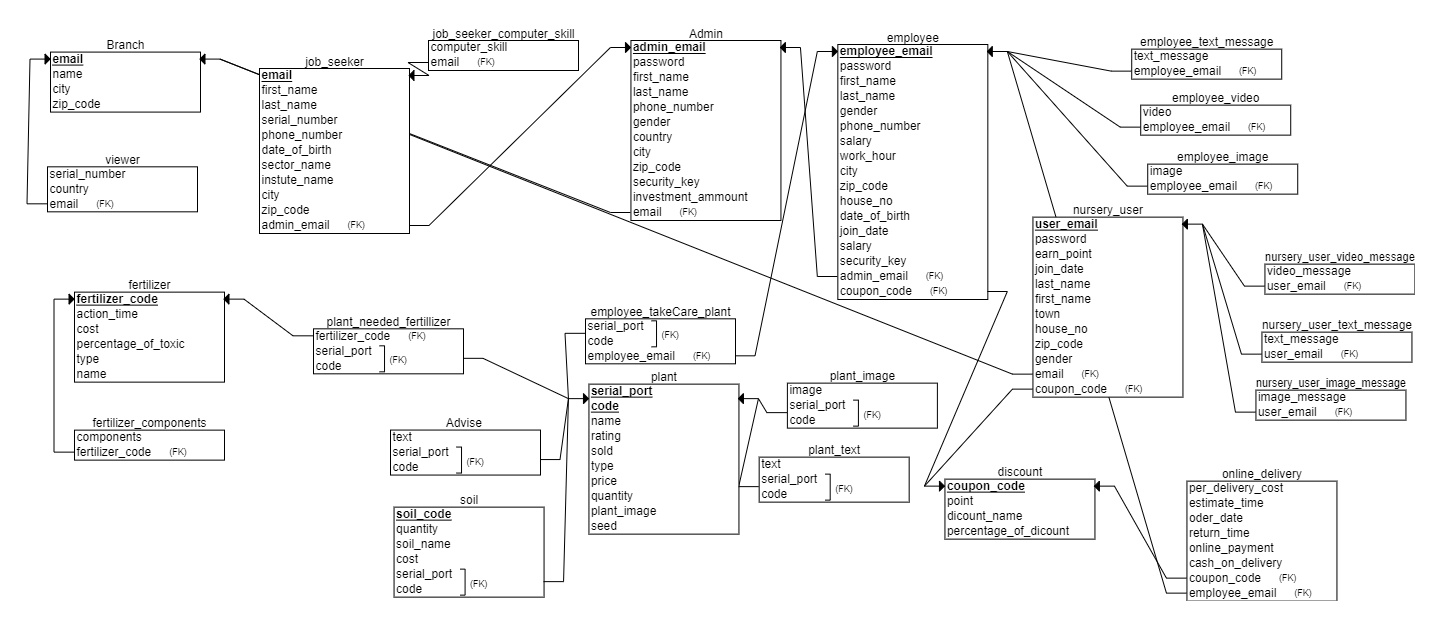 Branch
email
name
city
zip_code
viewer
serial_number
country
email (FK)
job_seeker
email
first_name
last_name
serial_number
phone_number
date_of_birth
sector_name
instute_name
city
zip_code
admin_email (FK)
job_seeker_computer_skill
computer_skill
email (FK)
Admin
admin_email
password
first_name
last_name
phone_number
gender
country
city
zip_code
security_key
investment_ammount
email (FK)
employee
employee_email
password
first_name
last_name
gender
phone_number
salary
work_hour
city
zip_code
house_no
date_of_birth
join_date
salary
security_key
admin_email (FK)
coupon_code (FK)
employee_text_message
text_message
employee_email (FK)
employee_video
video
employee_email (FK)
employee_image
image
employee_email (FK)
nursery_user
user_email
password
earn_point
join_date
last_name
first_name
town
house_no
zip_code
gender
email (FK)
coupon_code (FK)
nursery_user_video_message
video_message
user_email (FK)
nursery_user_text_message
text_message
user_email (FK)
nursery_user_image_message
image_message
user_email (FK)
fertilizer
fertilizer_code
action_time
cost
percentage_of_toxic
type
name
fertilizer_components
components
fertilizer_code (FK)
plant_needed_fertillizer
fertilizer_code (FK)
serial_port
code (FK)
employee_takeCare_plant
serial_port
code (FK)
employee_email (FK)
plant
serial_port
code
name
rating
sold
type
price
quantity
plant_image
seed
Advise
text
serial_port
code (FK)
soil
soil_code
quantity
soil_name
cost
serial_port
code (FK)
plant_image
image
serial_port
code (FK)
plant_text
text
serial_port
code (FK)
discount
coupon_code
point
dicount_name
percentage_of_dicount
online_delivery
per_delivery_cost
estimate_time
oder_date
return_time
online_payment
cash_on_delivery
coupon_code (FK)
employee_email (FK)